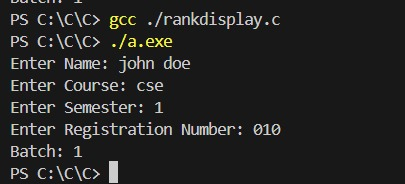 Batch: 1
PS C:\C\C> gcc ./rankdisplay.c
PS C:\C\C> ./a.exe
Enter Name: john doe
Enter Course: cse
Enter Semester: 1
Enter Registration Number: 010
Batch: 1
PS C:\C\C>